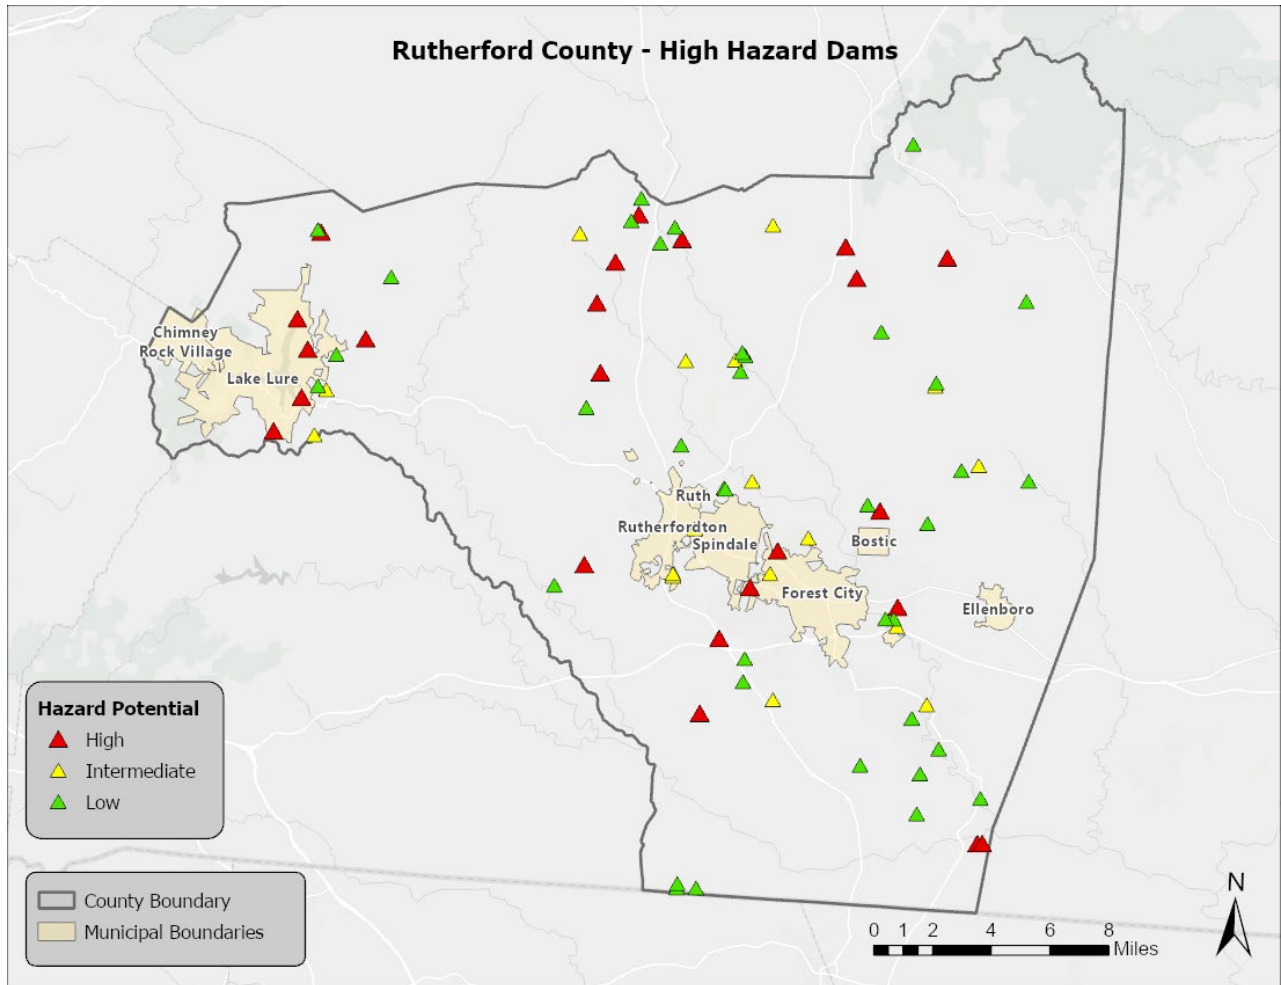 Rutherford County - High Hazard Dams
Chimney
Rock Village
Lake Lure
Ruth
Rutherfordton
Spindale
Bostic
Forest City
Ellenboro
Hazard Potential
High
Intermediate
Low
County Boundary
Municipal Boundaries
N
0 1 2 4 6 8
Miles